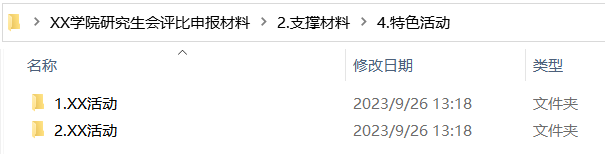 XX学院研究生会评比申报材料 > 2.支撑材料 > 4.特色活动
名称 修改日期 类型
1.XX活动 2023/9/26 13:18 文件夹
2.XX活动 2023/9/26 13:18 文件夹